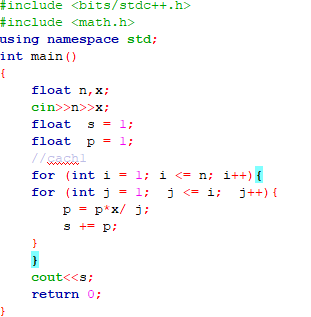 #include <bits/stdc++.h>
#include <math.h>
using namespace std;
int main()
{
    float n,x;
    cin>>n>>x;
    float  s = 1;
    float  p = 1;
    //cach1
    for (int i = 1; i <= n; i++){
    for (int j = 1;  j <= i;  j++){
        p = p*x/ j;
        s += p;
    }
    }
    cout<<s;
    return 0;
}